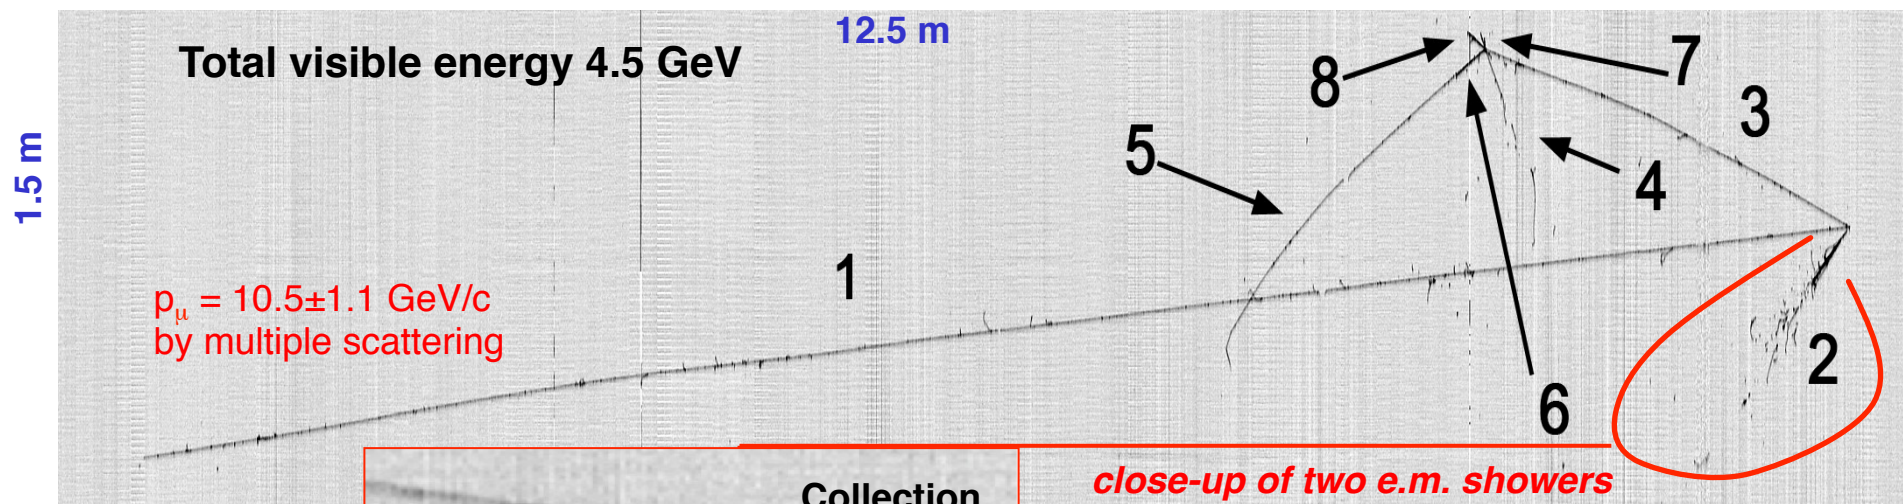 12.5 m
Total visible energy 4.5 GeV
1.5 m
8
7
3
5
4
1
pμ = 10.5±1.1 GeV/c
by multiple scattering
2
6
close-up of two e.m. showers
Collection